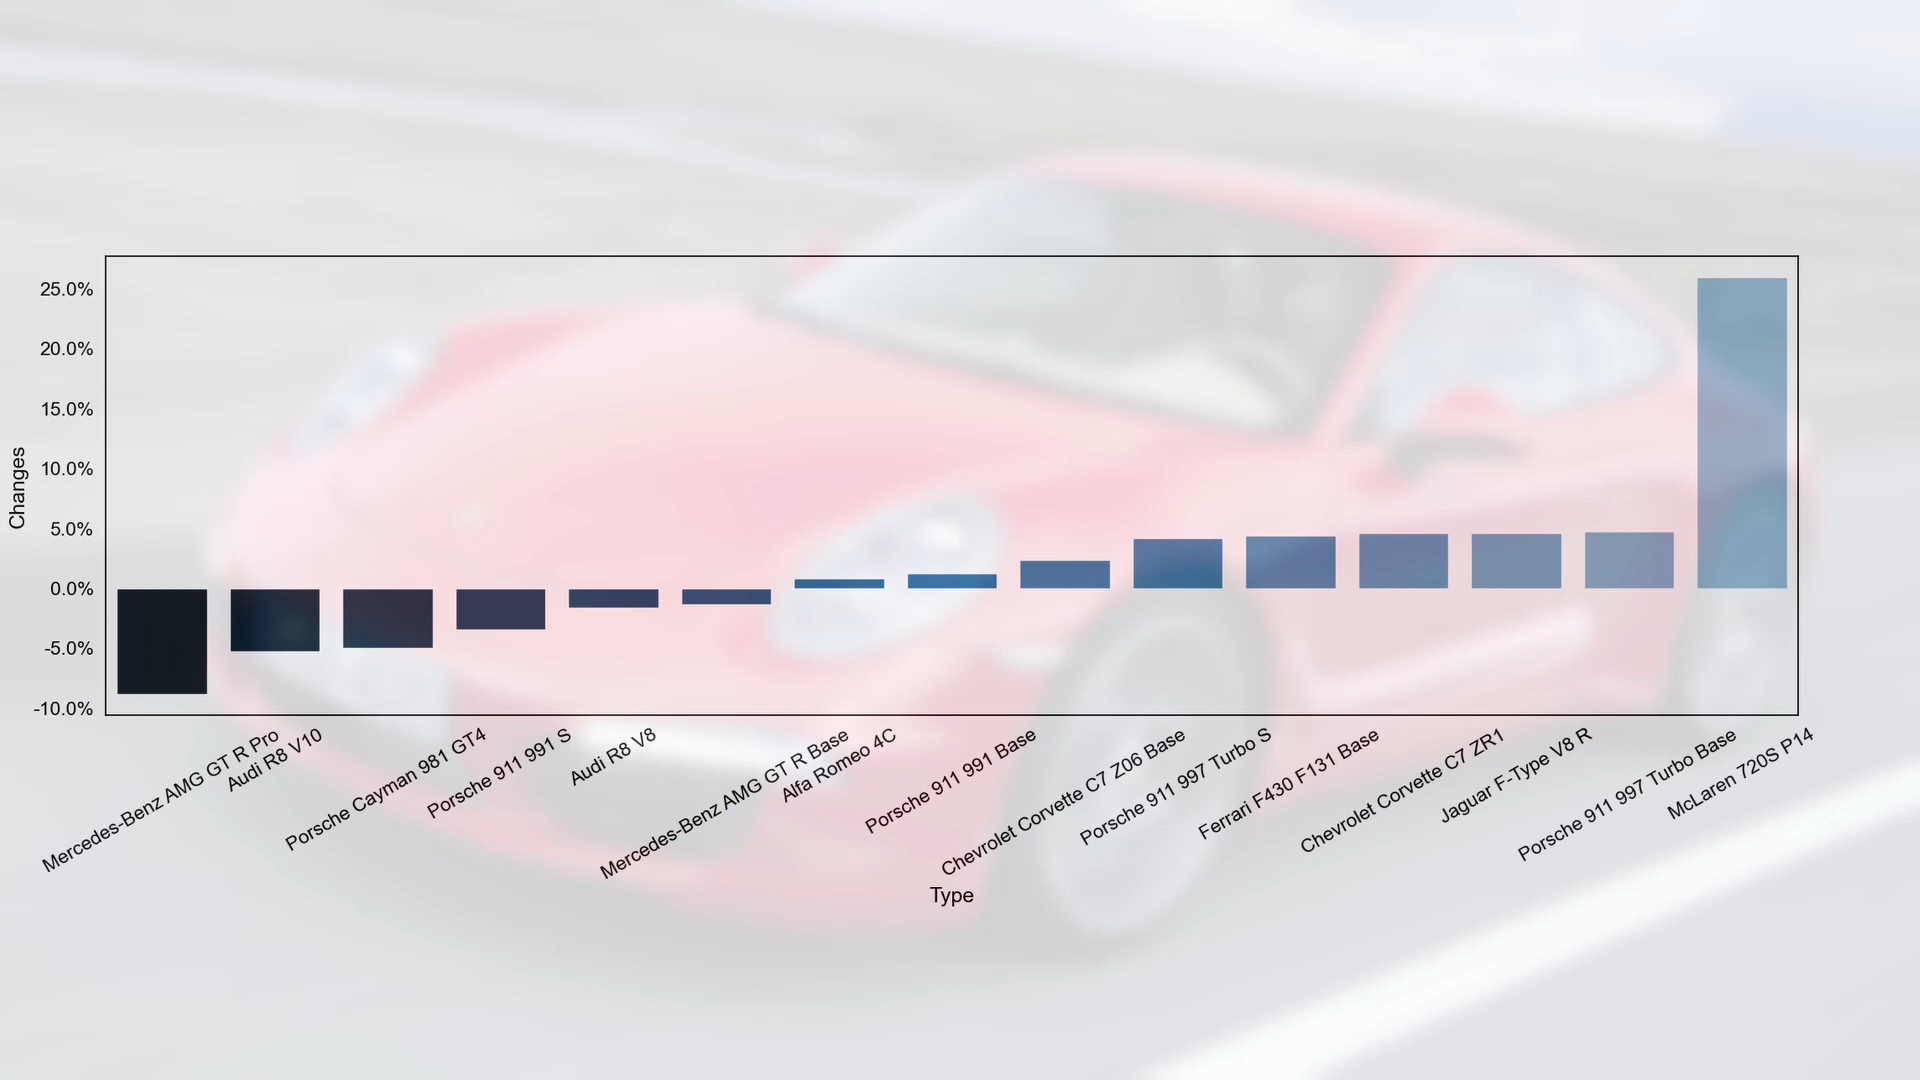 25.0%
20.0%
15.0%
10.0%
5.0%
0.0%
-5.0%
-10.0%
Changes
Mercedes-Benz AMG GT R Pro
Audi R8 V10
Porsche Cayman 981 GT4
Porsche 911 991 S
Audi R8 V8
Mercedes-Benz AMG GT R Base
Alfa Romeo 4C
Porsche 911 991 Base
Chevrolet Corvette C7 Z06 Base
Porsche 911 997 Turbo S
Ferrari F430 F131 Base
Chevrolet Corvette C7 ZR1
Jaguar F-Type V8 R
Porsche 911 997 Turbo Base
McLaren 720S P14
Type